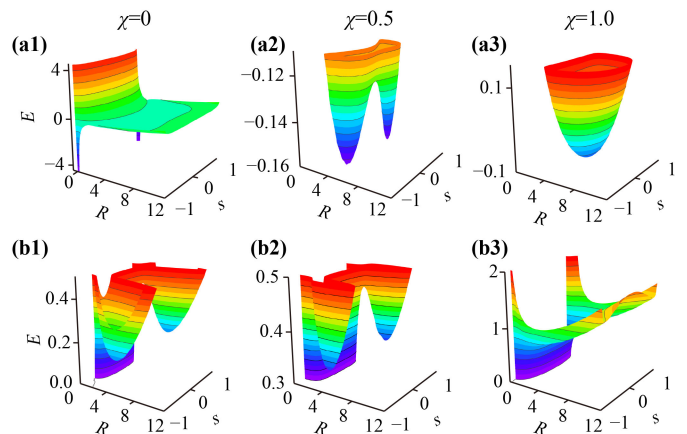 χ=0 χ=0.5 χ=1.0
(a1) (a2) (a3)
4 0 −4
E
0 4 8 12
R
−1 0 1
s
−0.12 −0.14 −0.16
0 4 8 12
R
−1 0 1
s
0.1 −0.1
0 4 8 12
R
−1 0 1
s
(b1) (b2) (b3)
0.4 0.2 0.0
E
0 4 8 12
R
−1 0 1
s
0.5 0.4 0.3
0 4 8 12
R
−1 0 1
s
2 1 0
0 4 8 12
R
−1 0 1
s